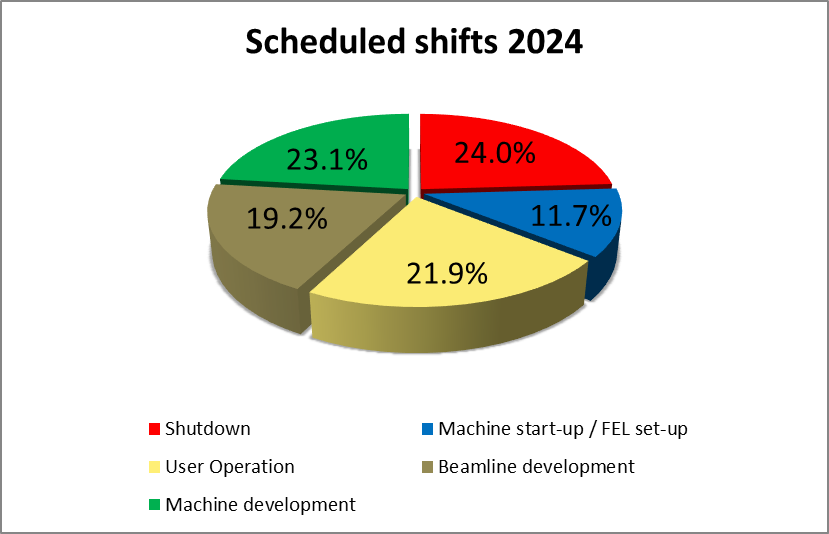 Scheduled shifts 2024
23.1%
24.0%
19.2%
11.7%
21.9%
Shutdown
Machine start-up / FEL set-up
User Operation
Beamline development
Machine development